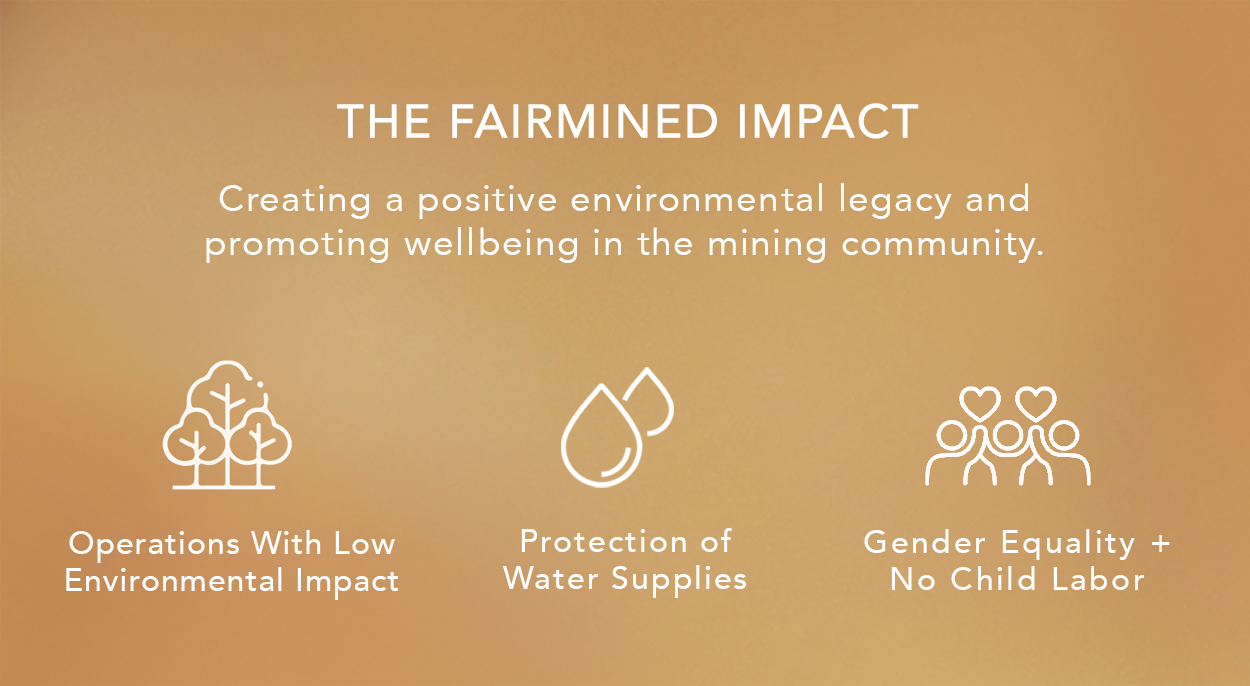 THE FAIRMINED IMPACT
Creating a positive environmental legacy and
promoting wellbeing in the mining community.
Operations With Low
Environmental Impact
Protection of
Water Supplies
Gender Equality +
No Child Labor